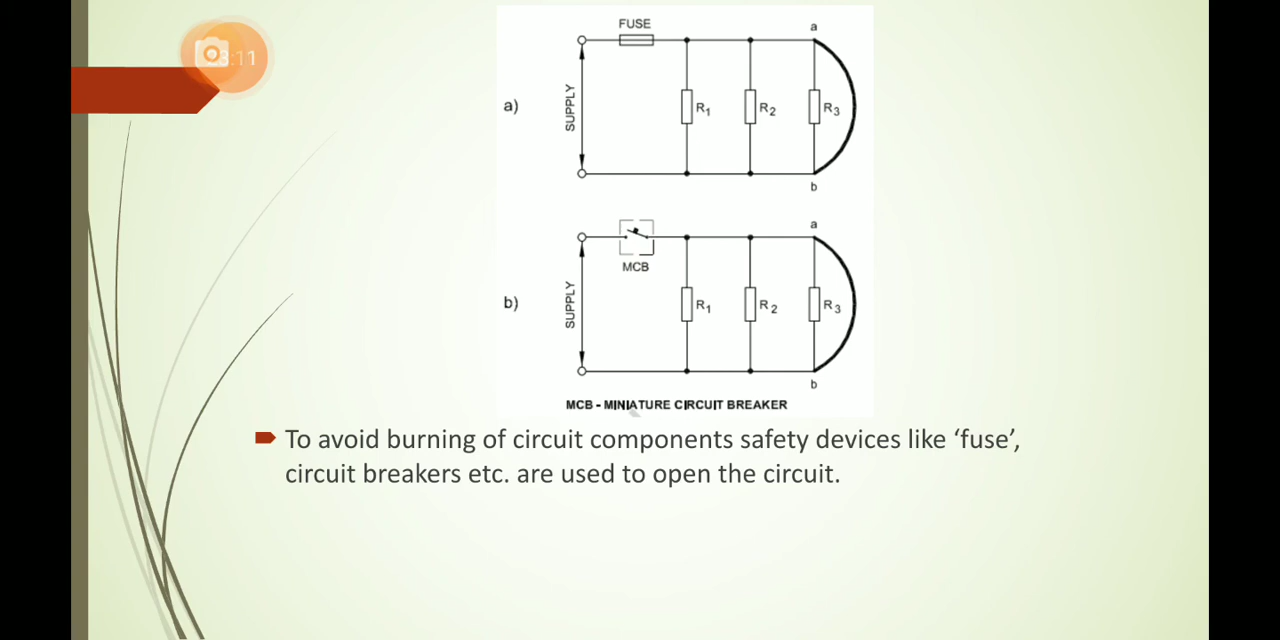 :11
FUSE
a
a)
SUPPLY
R1
R2
R3
b
a
MCB
b)
SUPPLY
R1
R2
R3
b
MCB - MINIATURE CIRCUIT BREAKER
To avoid burning of circuit components safety devices like ‘fuse’,
circuit breakers etc. are used to open the circuit.